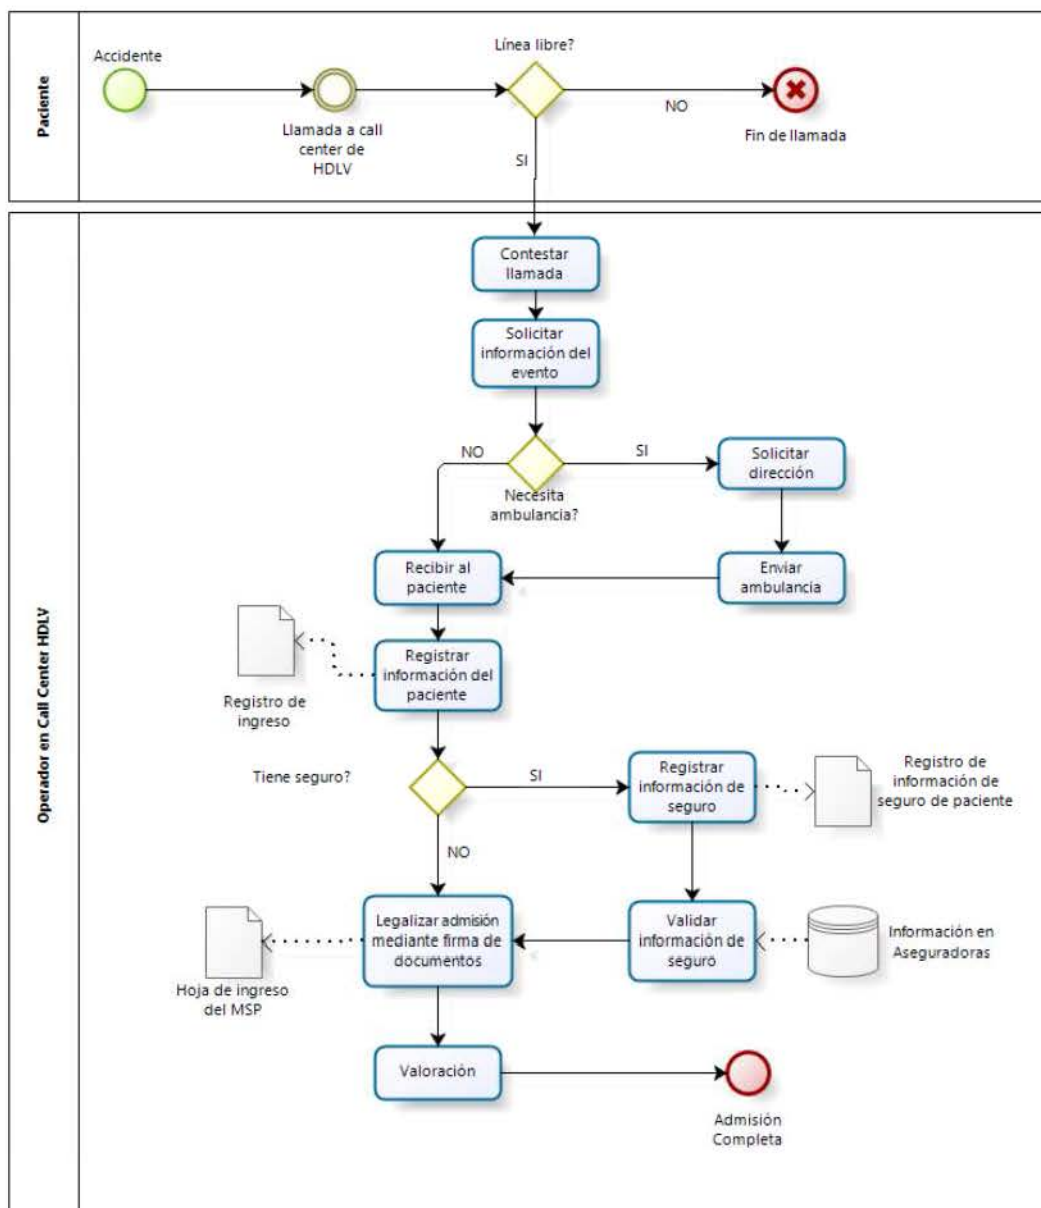 Paciente
Accidente
Línea libre?
Llamada a call
center de
HDLV
NO
Fin de llamada
SI
Operador en Call Center HDLV
Contestar
llamada
Solicitar
información del
evento
NO
SI
Necesita
ambulancia?
Solicitar
dirección
Recibir al
paciente
Enviar
ambulancia
Registro de
ingreso
Registrar
información del
paciente
Tiene seguro?
SI
Registrar
información de
seguro
Registro de
información de
seguro de paciente
NO
Legalizar admisión
mediante firma de
documentos
Validar
información de
seguro
Información en
Aseguradoras
Hoja de ingreso
del MSP
Valoración
Admisión
Completa